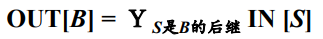 OUT[B] = Y S是B的后继 IN [S]